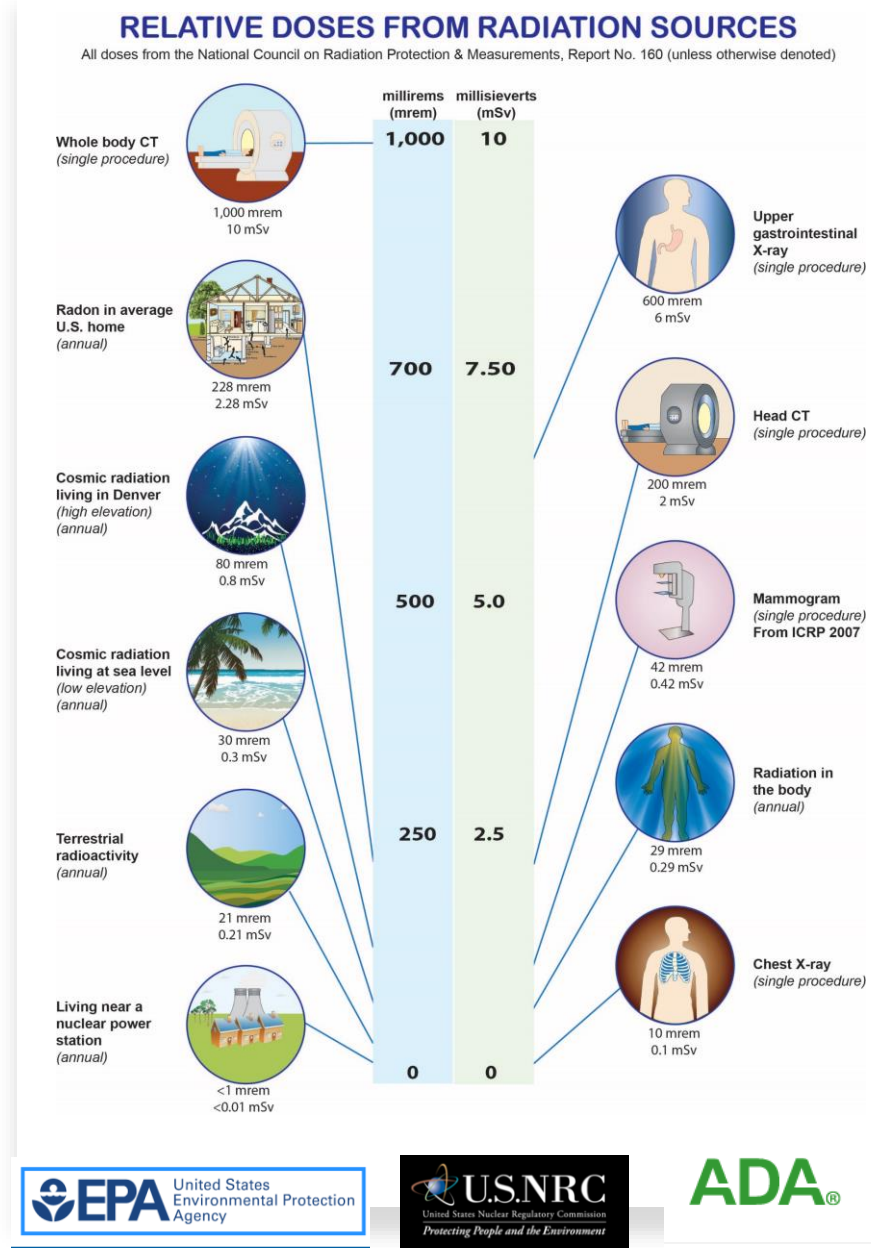 RELATIVE DOSES FROM RADIATION SOURCES
All doses from the National Council on Radiation Protection & Measurements, Report No. 160 (unless otherwise denoted)
millirems
(mrem)
millisieverts
(mSv)
1,000 10
700 7.50
500 5.0
250 2.5
0 0
Whole body CT
(single procedure)
1,000 mrem
10 mSv
Radon in average
U.S. home
(annual)
228 mrem
2.28 mSv
Cosmic radiation
living in Denver
(high elevation)
(annual)
80 mrem
0.8 mSv
Cosmic radiation
living at sea level
(low elevation)
(annual)
30 mrem
0.3 mSv
Terrestrial
radioactivity
(annual)
21 mrem
0.21 mSv
Living near a
nuclear power
station
(annual)
<1 mrem
<0.01 mSv
Upper
gastrointestinal
X-ray
(single procedure)
600 mrem
6 mSv
Head CT
(single procedure)
200 mrem
2 mSv
Mammogram
(single procedure)
From ICRP 2007
42 mrem
0.42 mSv
Radiation in
the body
(annual)
29 mrem
0.29 mSv
Chest X-ray
(single procedure)
10 mrem
0.1 mSv
EPA
United States
Environmental Protection
Agency
U.S.NRC
United States Nuclear Regulatory Commission
Protecting People and the Environment
ADA®